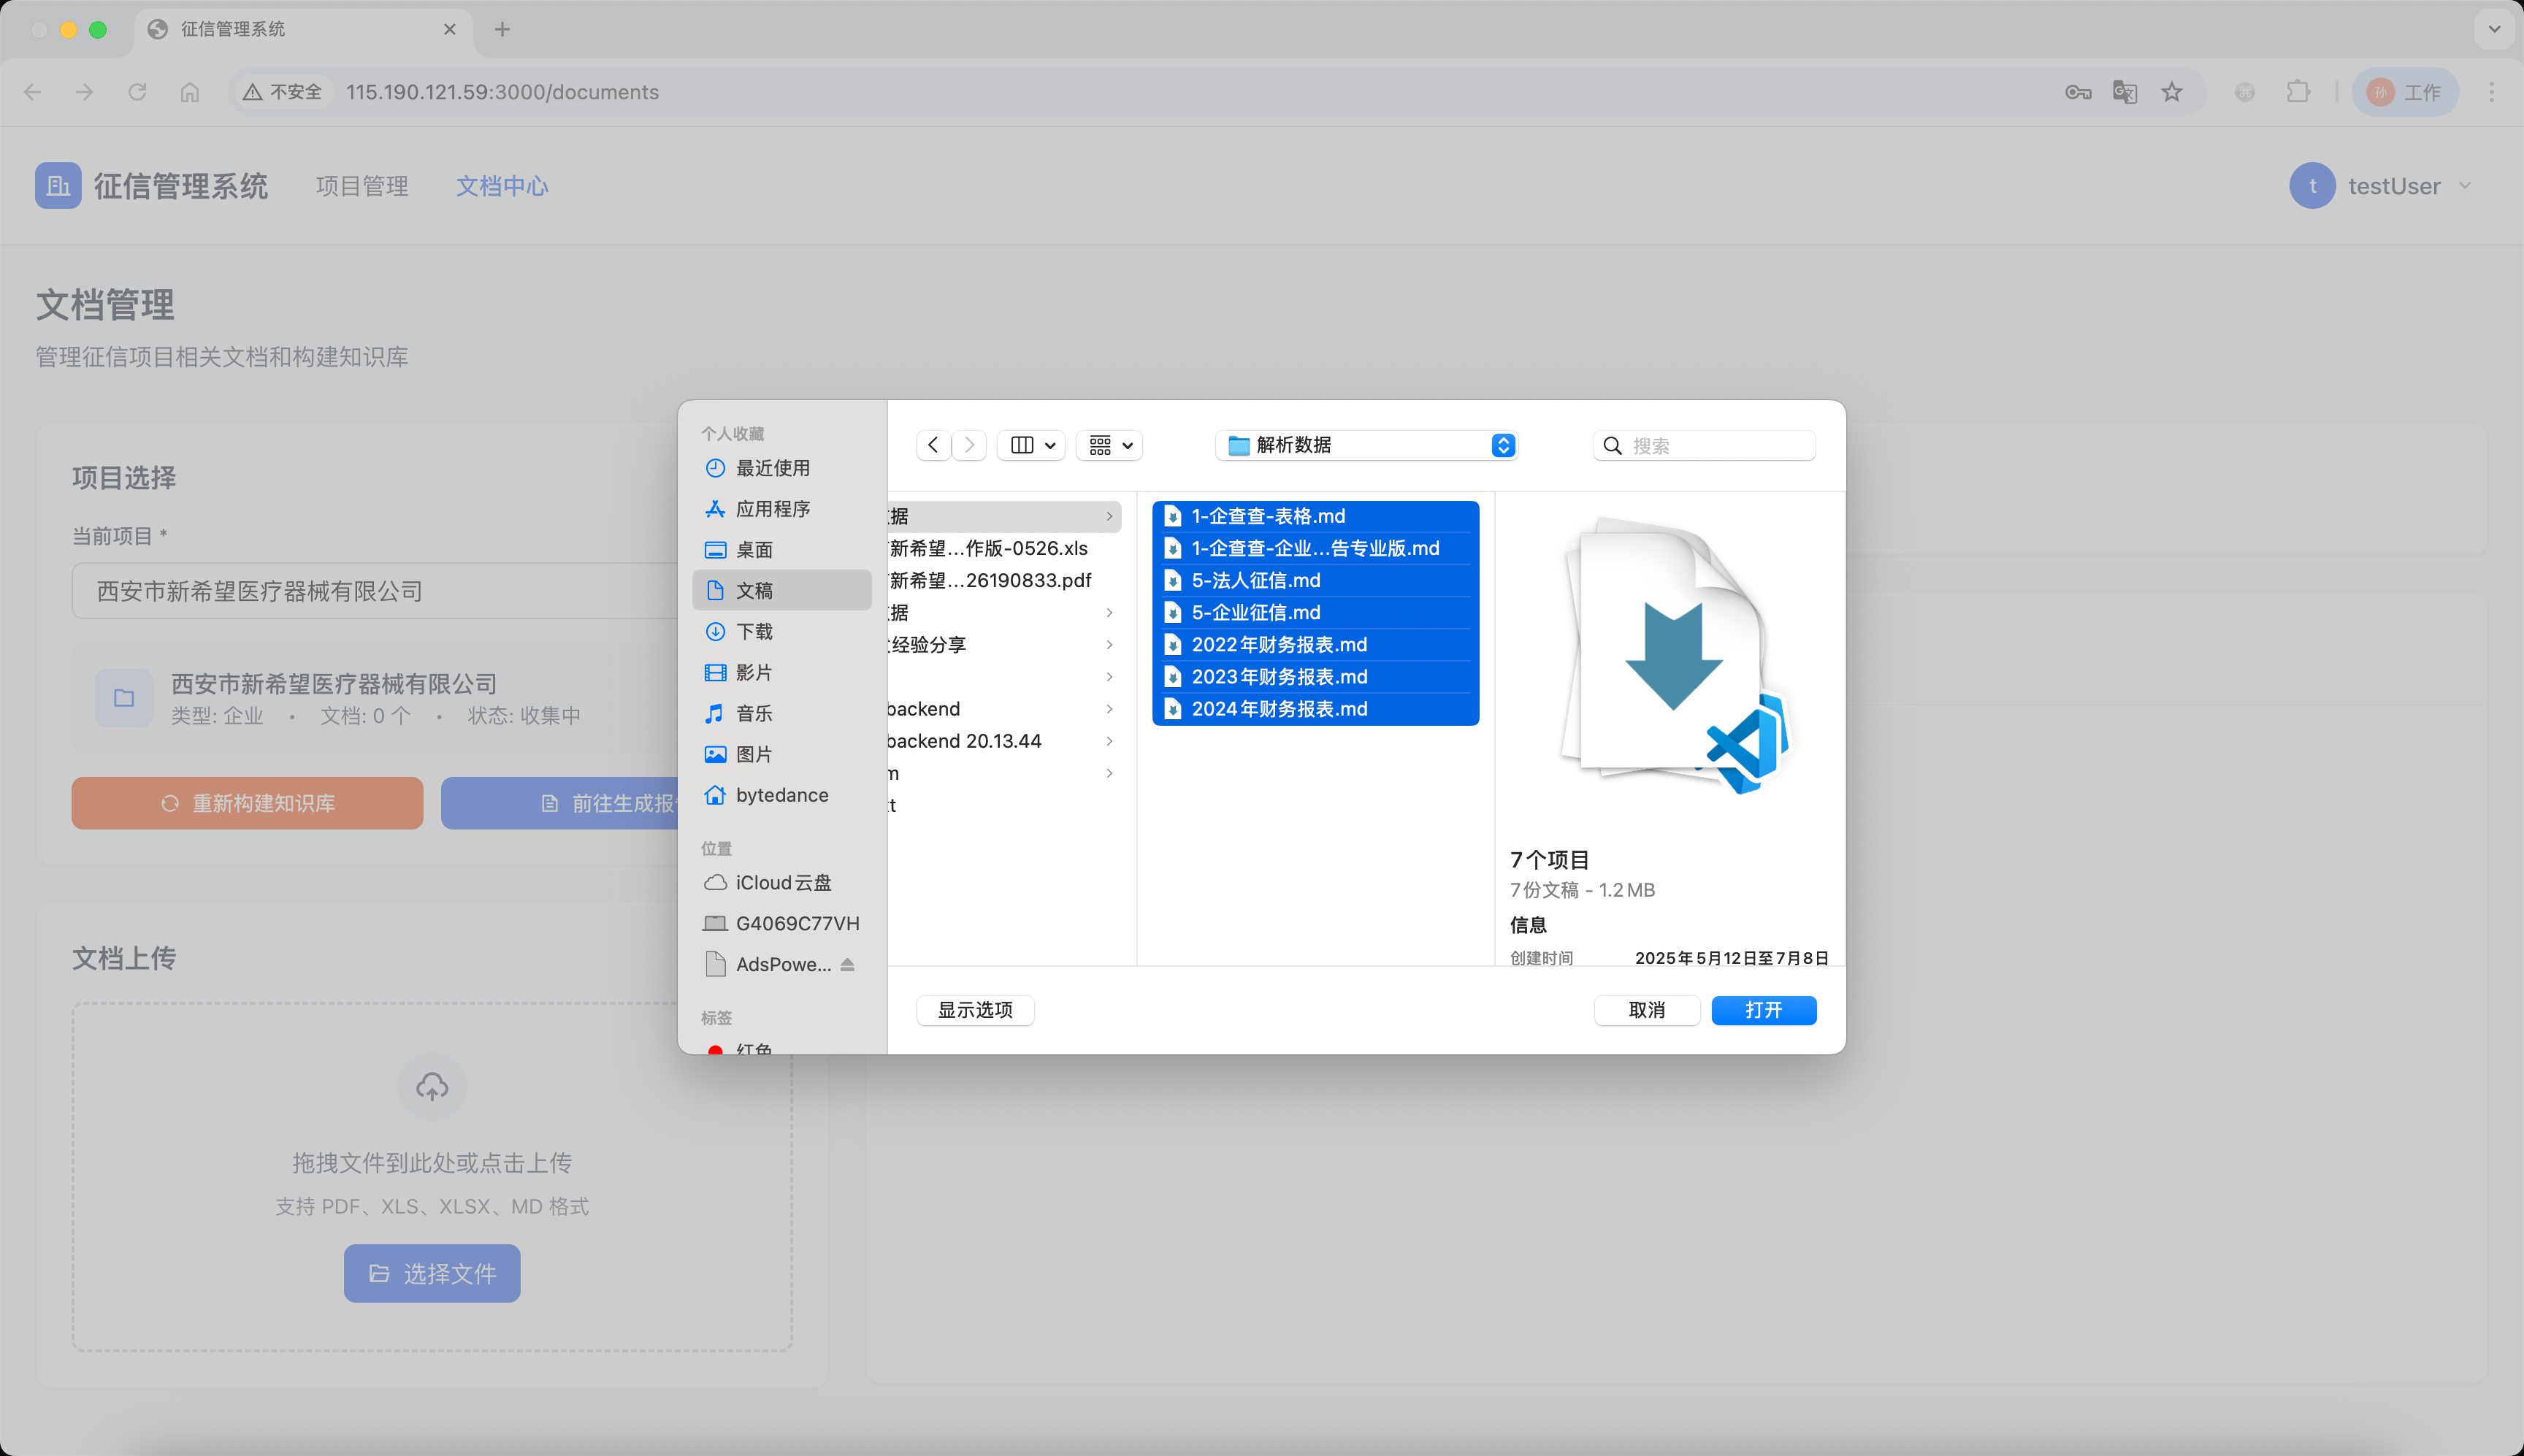 征信管理系统
不安全
115.190.121.59:3000/documents
工作
征信管理系统
项目管理
文档中心
t
testUser
文档管理
管理征信项目相关文档和构建知识库
项目选择
当前项目 *
西安市新希望医疗器械有限公司
西安市新希望医疗器械有限公司
类型: 企业 • 文档: 0 个 • 状态: 收集中
重新构建知识库
前往生成报
文档上传
拖拽文件到此处或点击上传
支持 PDF、XLS、XLSX、MD 格式
选择文件
个人收藏
最近使用
应用程序
桌面
文稿
下载
影片
音乐
图片
bytedance
位置
iCloud云盘
G4069C77VH
AdsPowe...
标签
红色
解析数据
搜索
据
新希望...作版-0526.xls
新希望...26190833.pdf
据
经验分享
backend
backend 20.13.44
m
t
1-企查查-表格.md
1-企查查-企业...告专业版.md
5-法人征信.md
5-企业征信.md
2022年财务报表.md
2023年财务报表.md
2024年财务报表.md
7个项目
7份文稿 - 1.2 MB
信息
创建时间
2025年5月12日至7月8日
显示选项
取消
打开